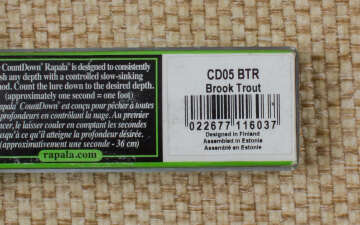 CountDown® Rapala® is designed to consistently
any depth with a controlled slow-sinking
method. Count the lure down to the desired depth.
(approximately one second = one foot)
CountDown® est conçu pour pêcher à toutes
profondeurs en contrôlant la nage. Au premier
lancer, le laisser couler en comptant les secondes
jusqu'à ce qu'il atteigne la profondeur désirée.
(approximativement une seconde - 36 cm)
rapala.com
CD05 BTR
Brook Trout
022677 116037
Designed in Finland
Assembled in Estonia
Assemblé en Estonie